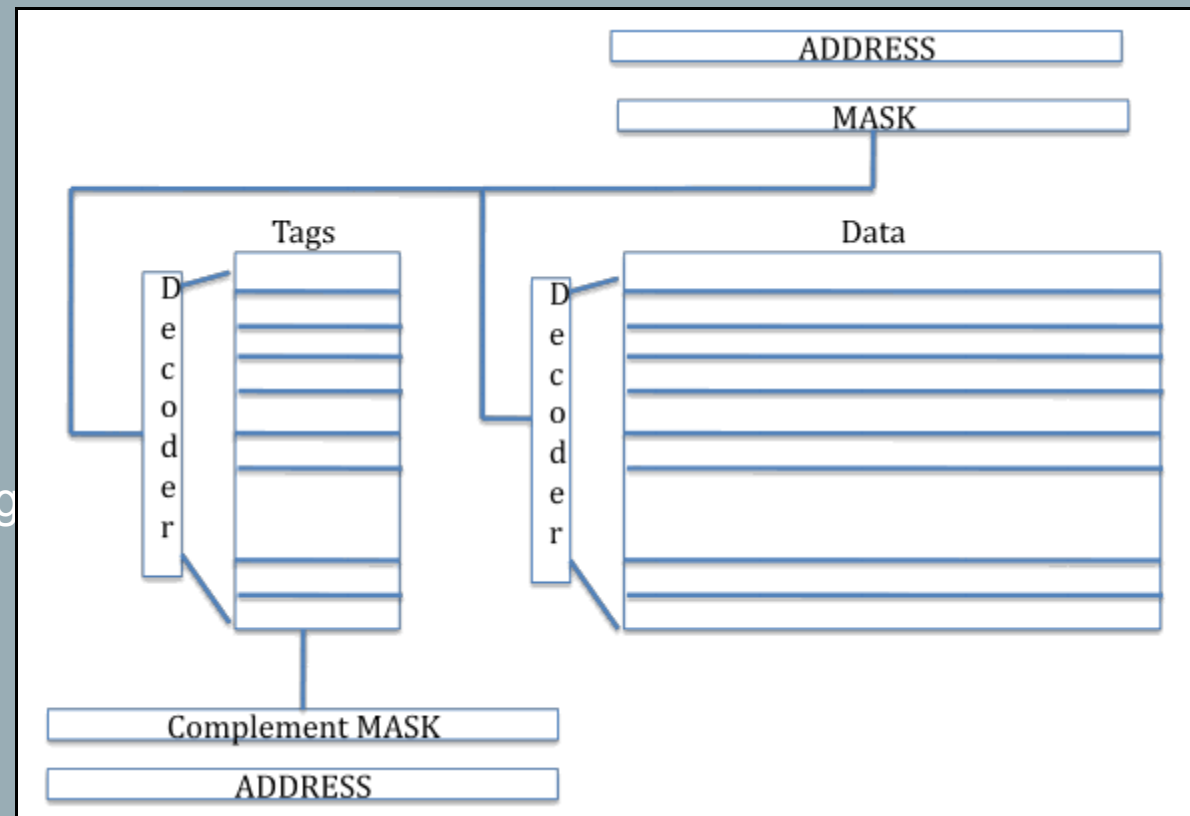 ADDRESS
MASK
Tags
Data
Decoder
Decoder
g
Complement MASK
ADDRESS